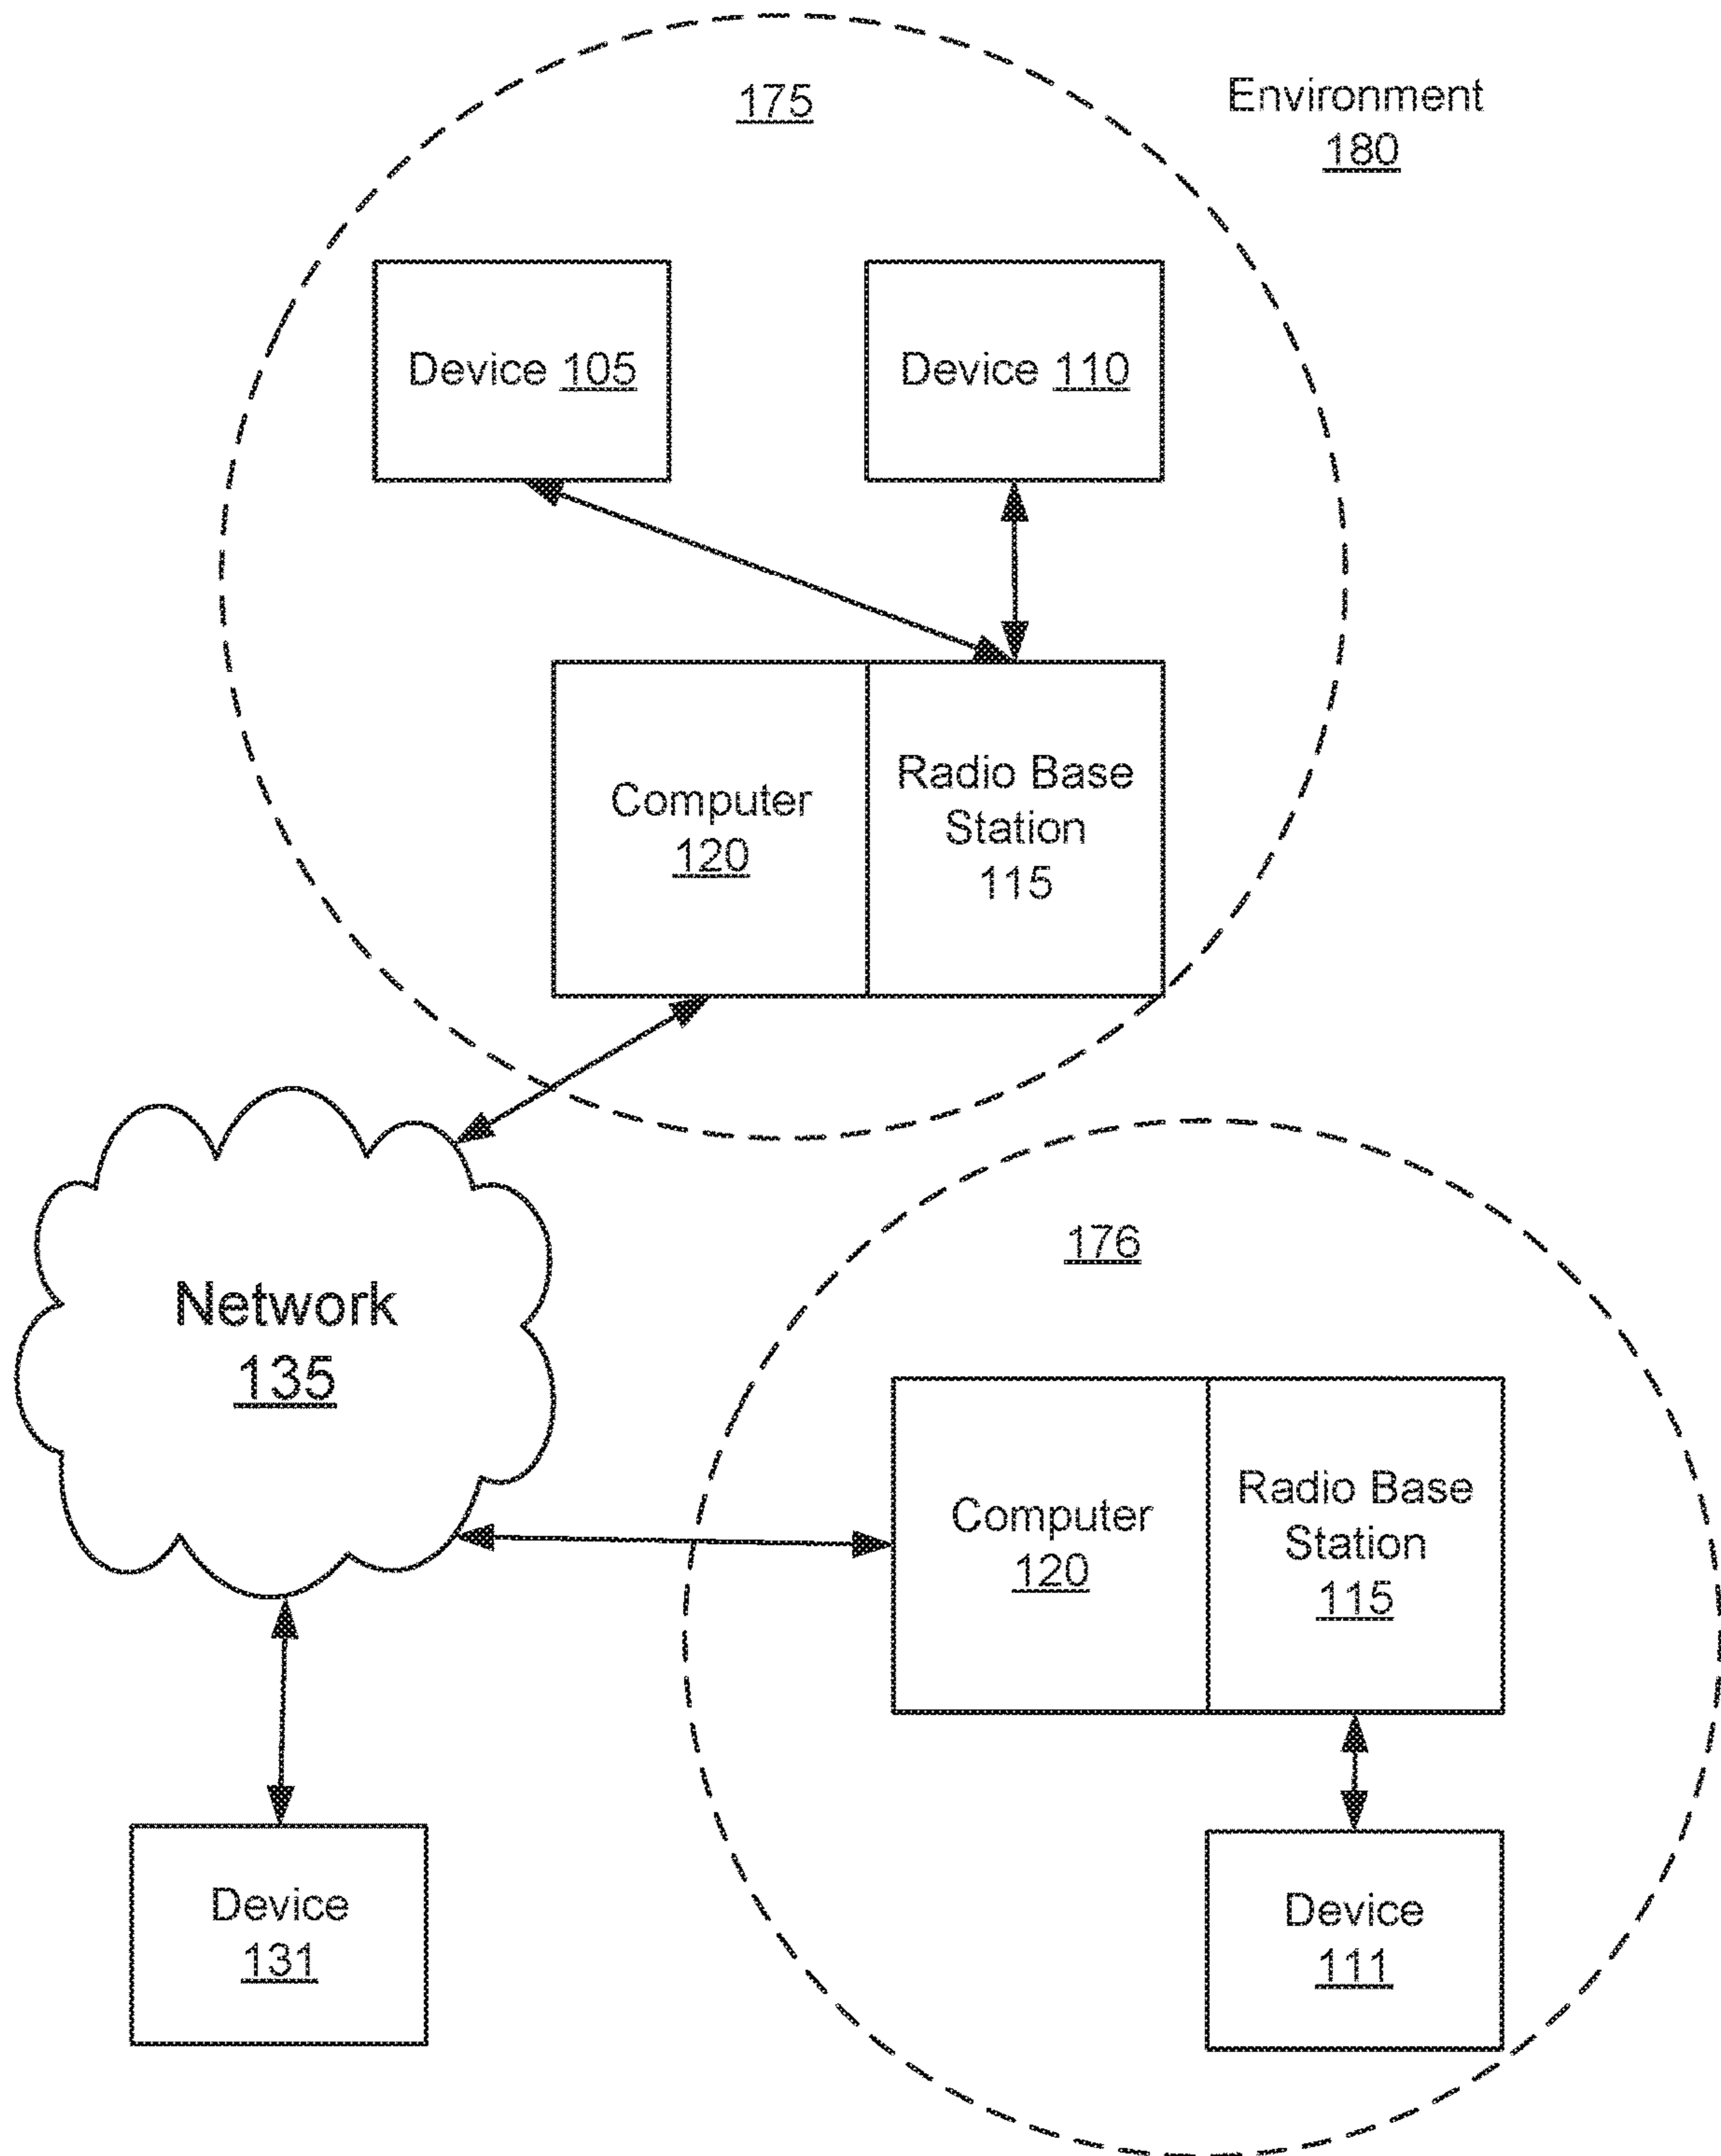 175
Environment
180
Device 105
Device 110
Computer
120
Radio Base
Station
115
Network
135
176
Computer
120
Radio Base
Station
115
Device
131
Device
111